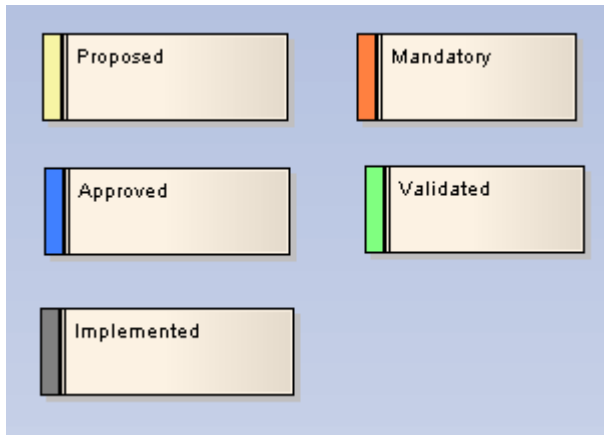 Proposed
Mandatory
Approved
Validated
Implemented